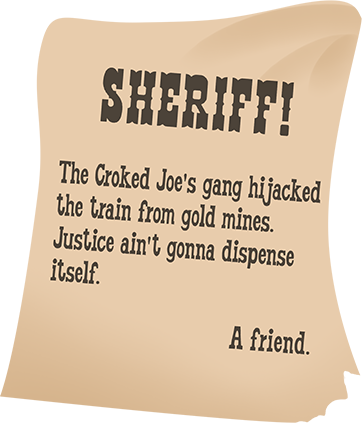 SHERIFF!
The Croked Joe's gang hijacked
the train from gold mines.
Justice ain't gonna dispense
itself.
A friend.